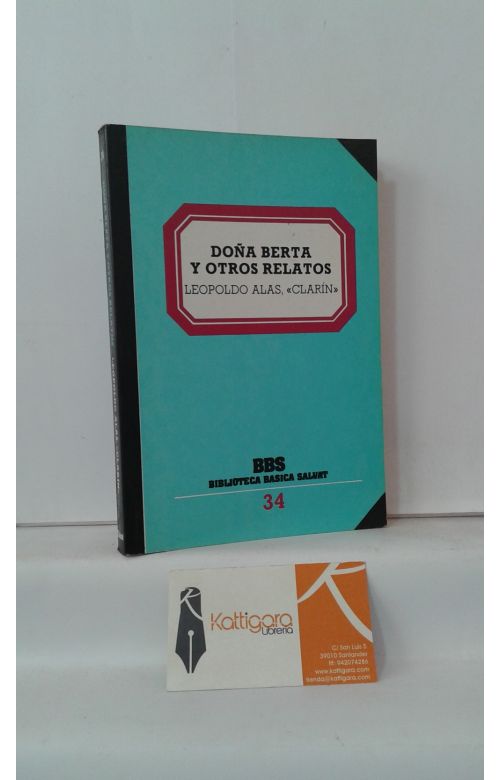 DOÑA BERTA
Y OTROS RELATOS
LEOPOLDO ALAS, «CLARÍN»
BBS
BIBLIOTECA BASICA SALVAT
34
Kattigara
Librería
C/ San Luis 5
39010 Santander
tlf: 942074286
www.kattigara.com
tienda@kattigara.com